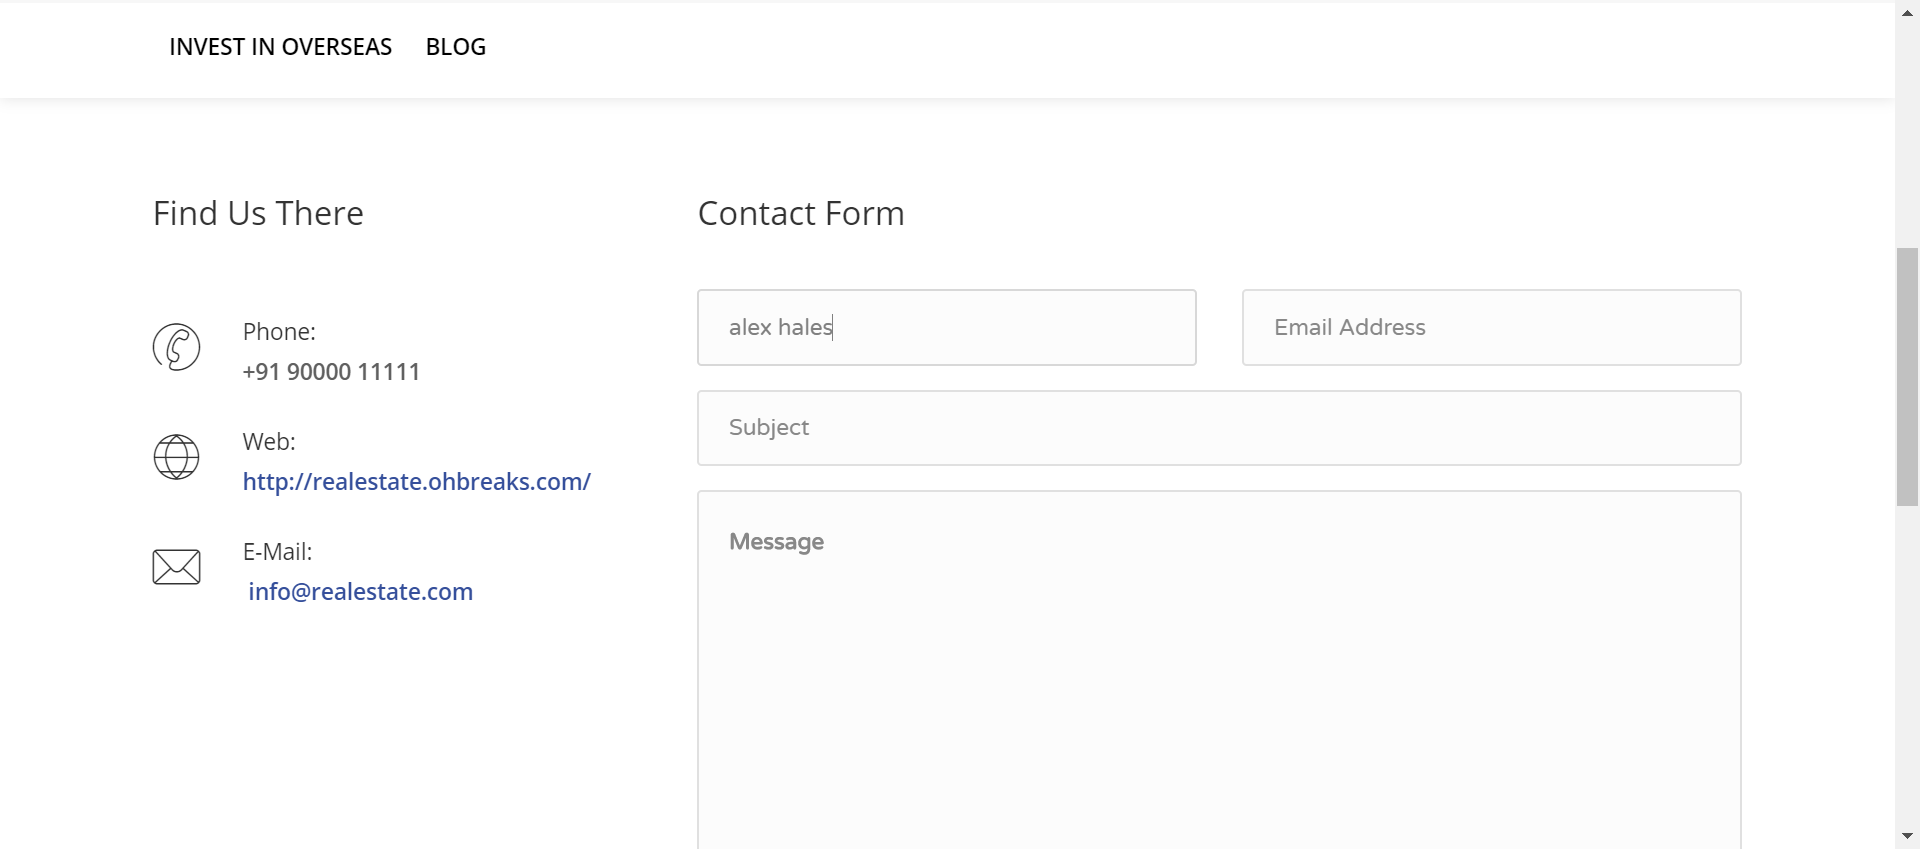 INVEST IN OVERSEAS BLOG
Find Us There
Phone:
+91 90000 11111
Web:
http://realestate.ohbreaks.com/
E-Mail:
info@realestate.com
Contact Form
alex hales
Email Address
Subject
Message